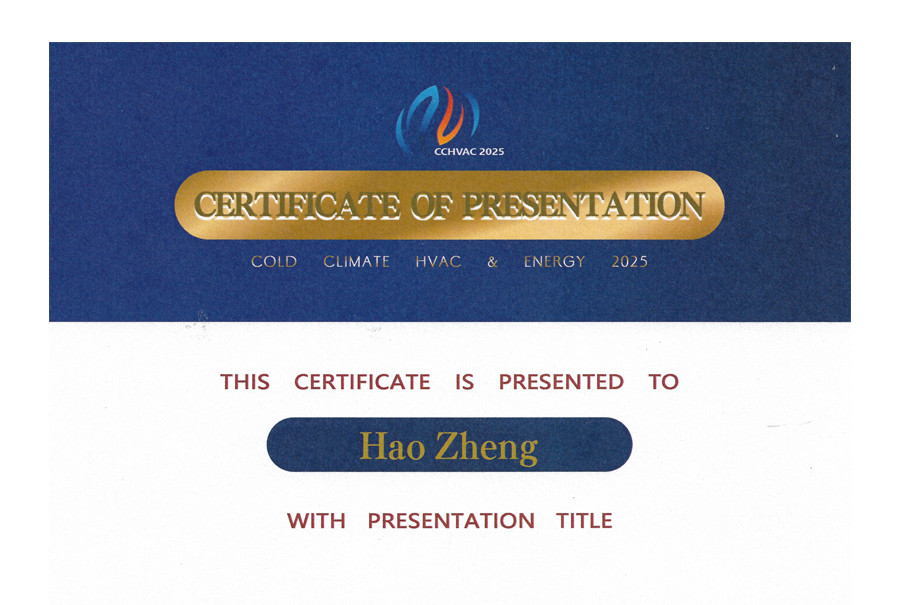 CCHVAC 2025
CERTIFICATE OF PRESENTATION
COLD CLIMATE HVAC & ENERGY 2025
THIS CERTIFICATE IS PRESENTED TO
Hao Zheng
WITH PRESENTATION TITLE